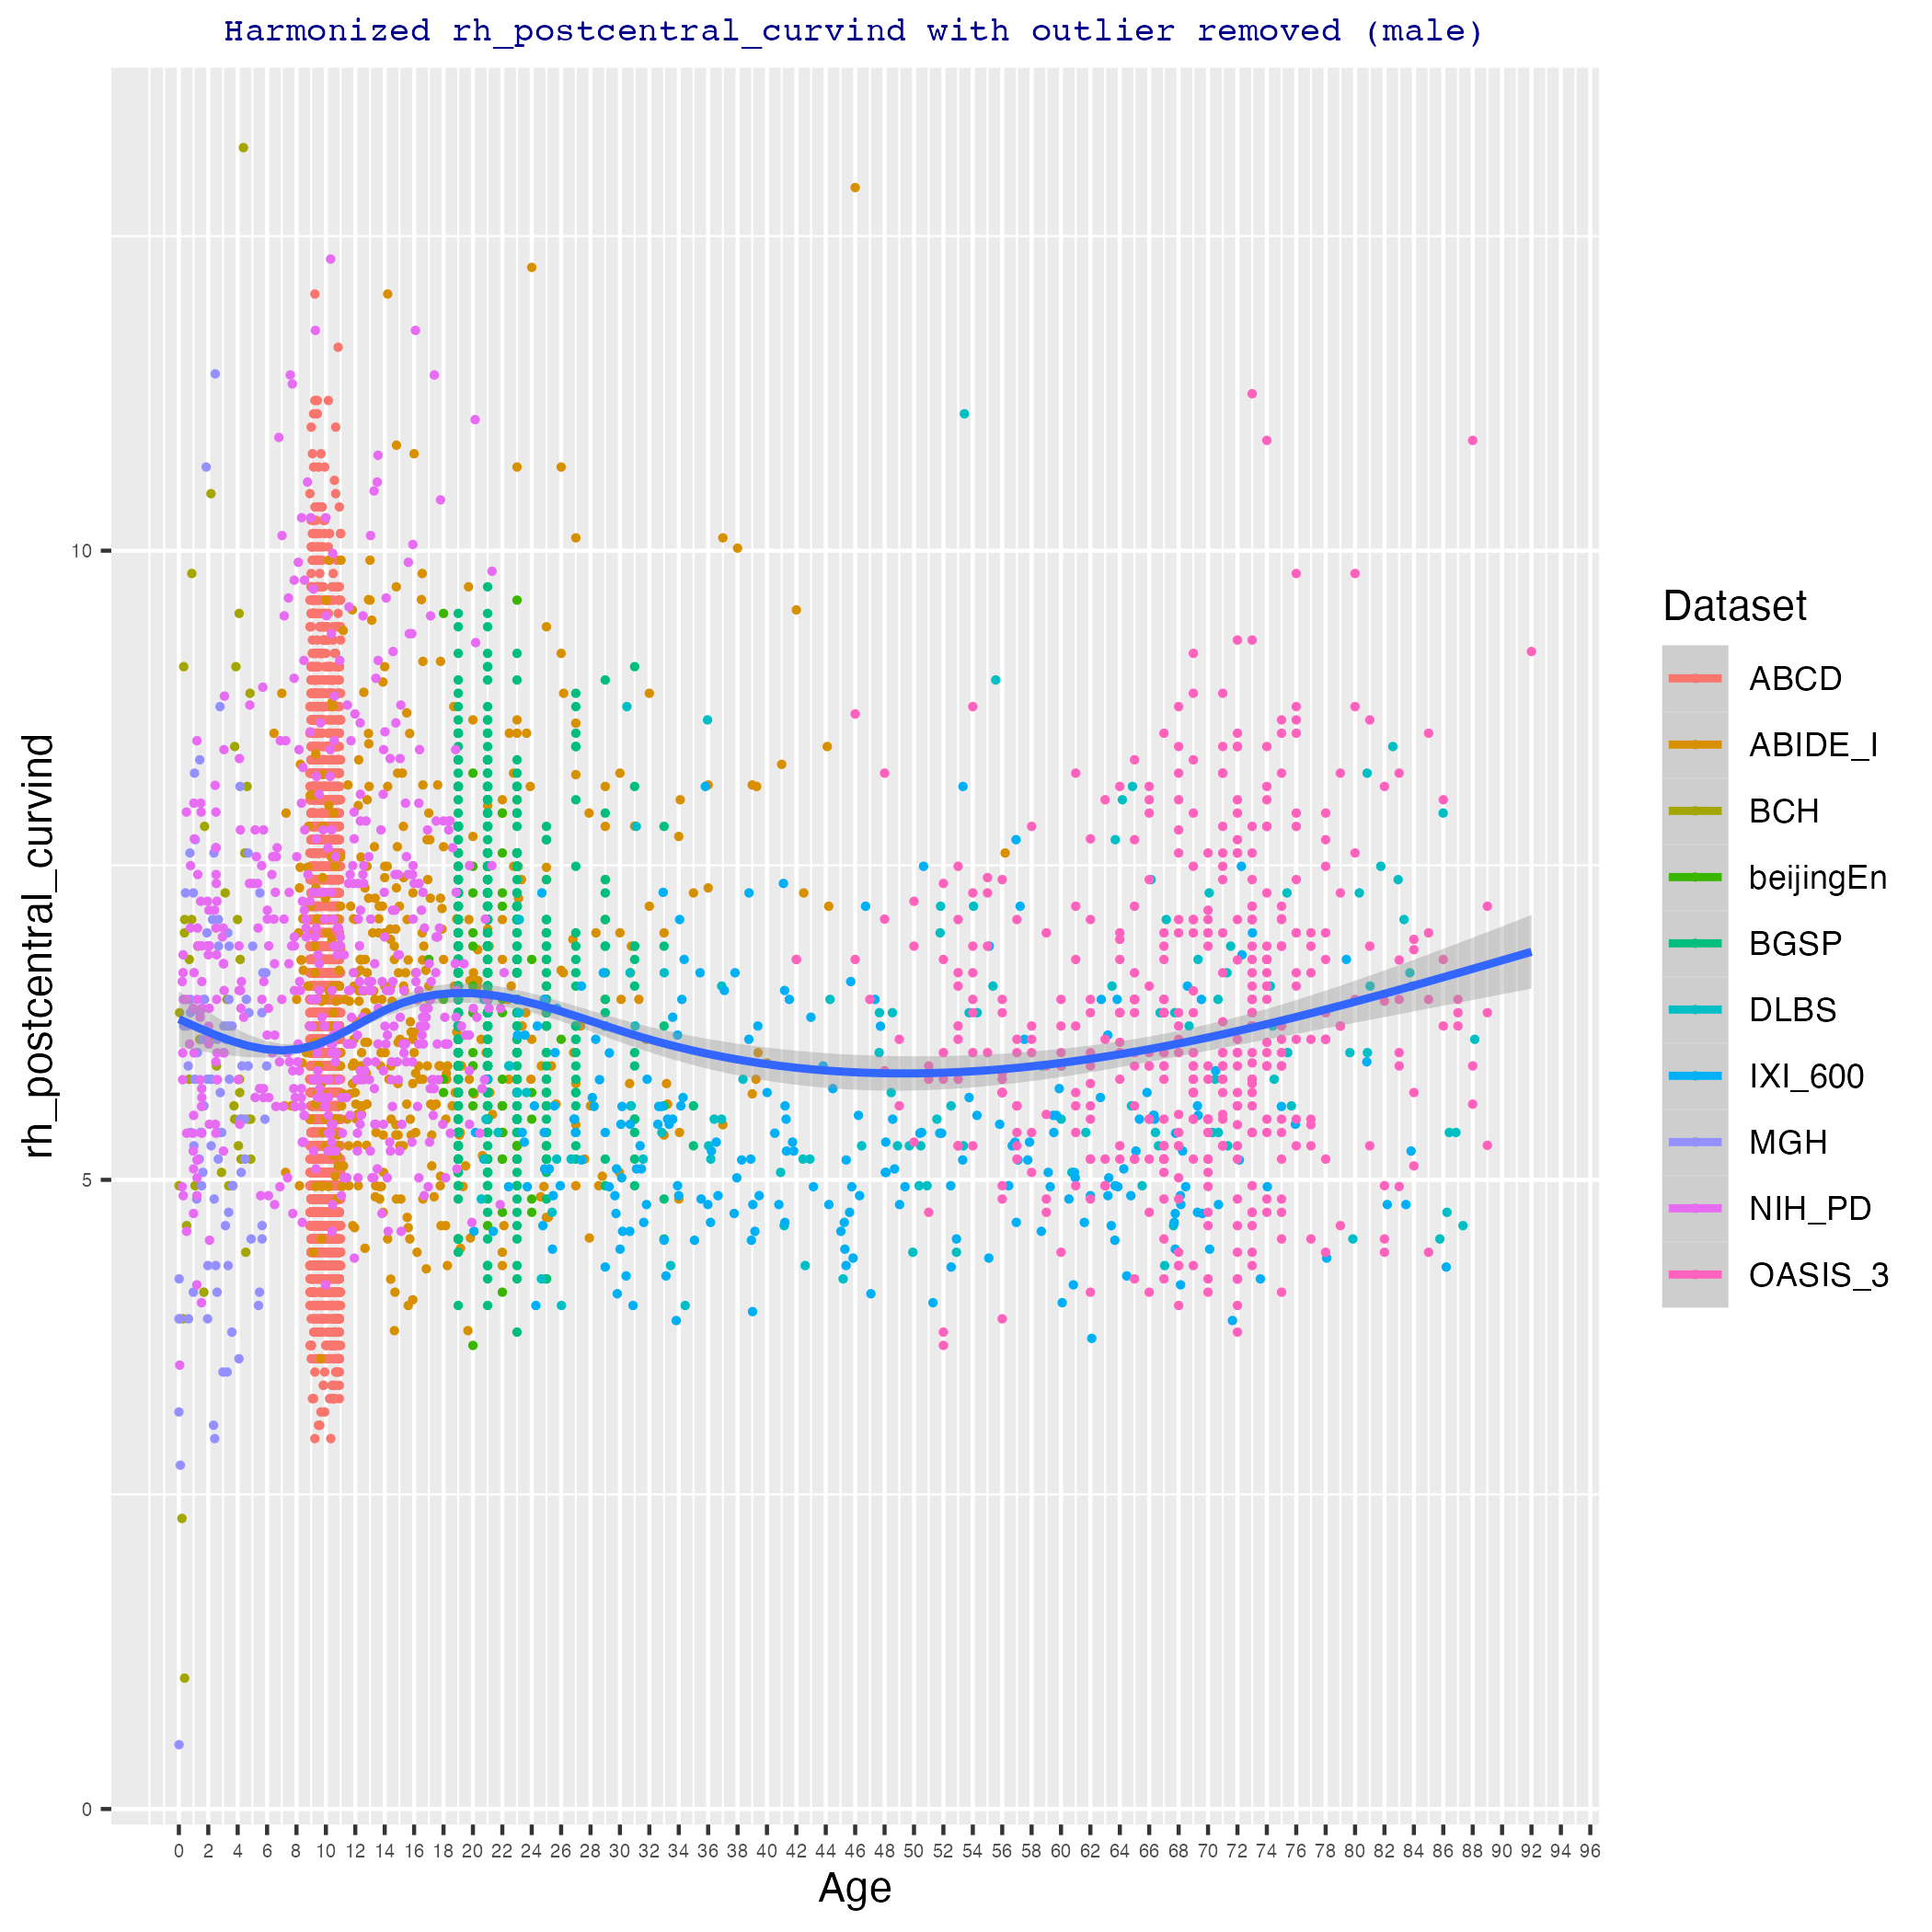 Harmonized rh_postcentral_curvind with outlier removed (male)
rh_postcentral_curvind
10
5
0
0 2 4 6 8 10 12 14 16 18 20 22 24 26 28 30 32 34 36 38 40 42 44 46 48 50 52 54 56 58 60 62 64 66 68 70 72 74 76 78 80 82 84 86 88 90 92 94 96
Age
Dataset
ABCD
ABIDE_I
BCH
beijingEn
BGSP
DLBS
IXI_600
MGH
NIH_PD
OASIS_3